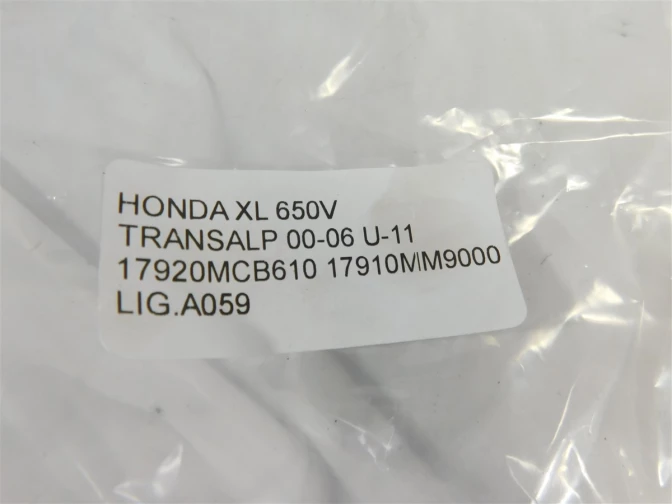 HONDA XL 650V
TRANSALP 00-06 U-11
17920MCB610 17910MM9000
LIG.A059